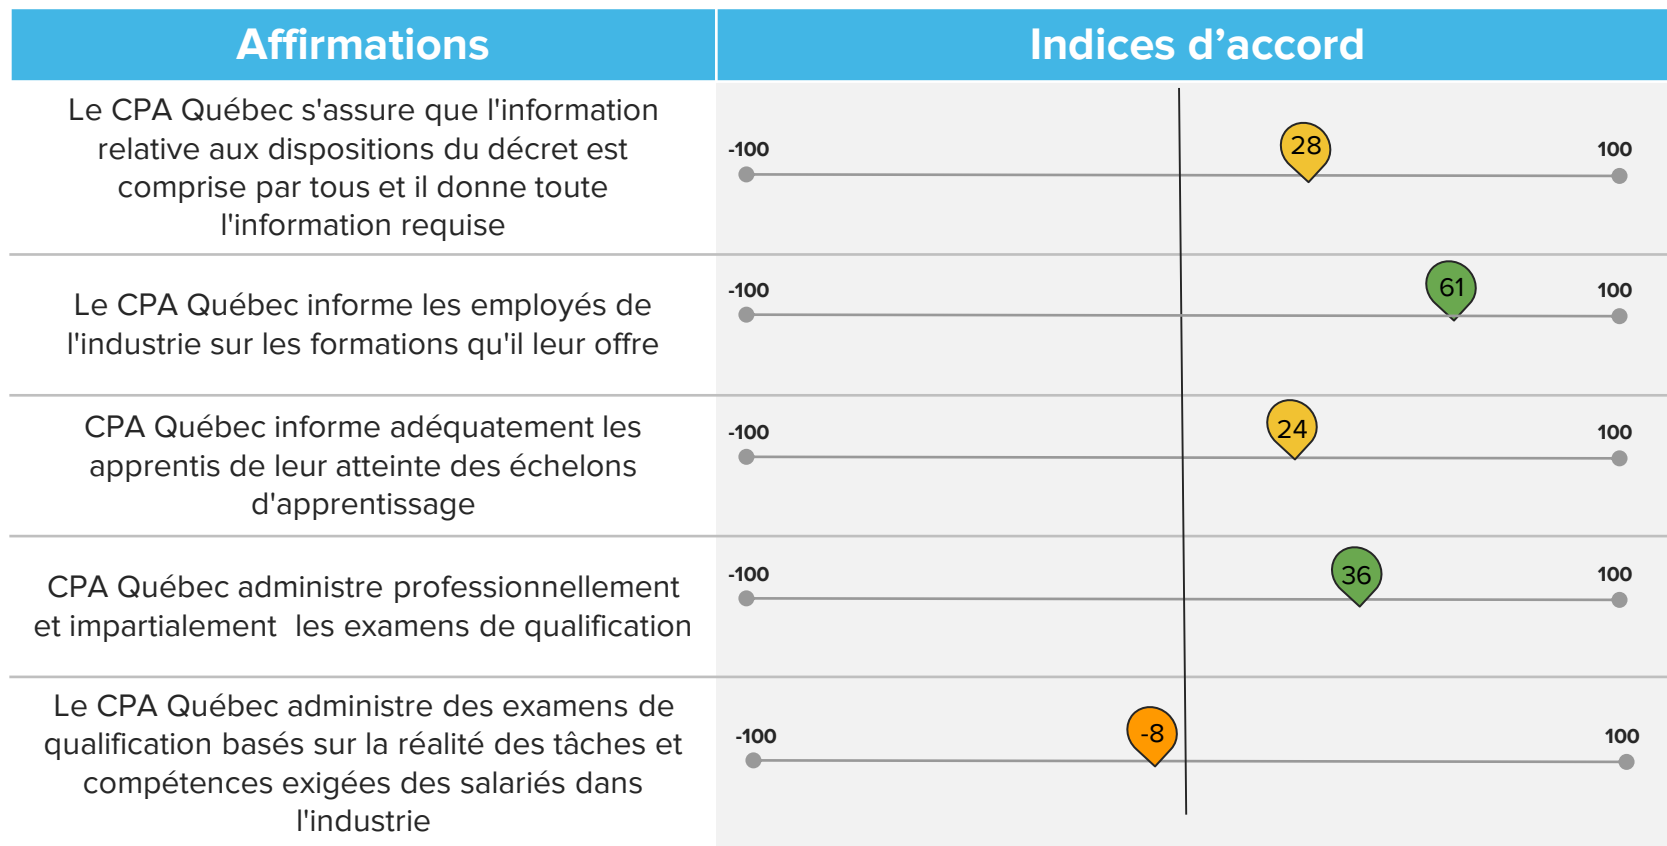 Affirmations
Indices d’accord
Le CPA Québec s'assure que l'information
relative aux dispositions du décret est
comprise par tous et il donne toute
l'information requise
-100
28
100
Le CPA Québec informe les employés de
l'industrie sur les formations qu'il leur offre
-100
61
100
CPA Québec informe adéquatement les
apprentis de leur atteinte des échelons
d'apprentissage
-100
24
100
CPA Québec administre professionnellement
et impartialement  les examens de qualification
-100
36
100
Le CPA Québec administre des examens de
qualification basés sur la réalité des tâches et
compétences exigées des salariés dans
l'industrie
-100
-8
100